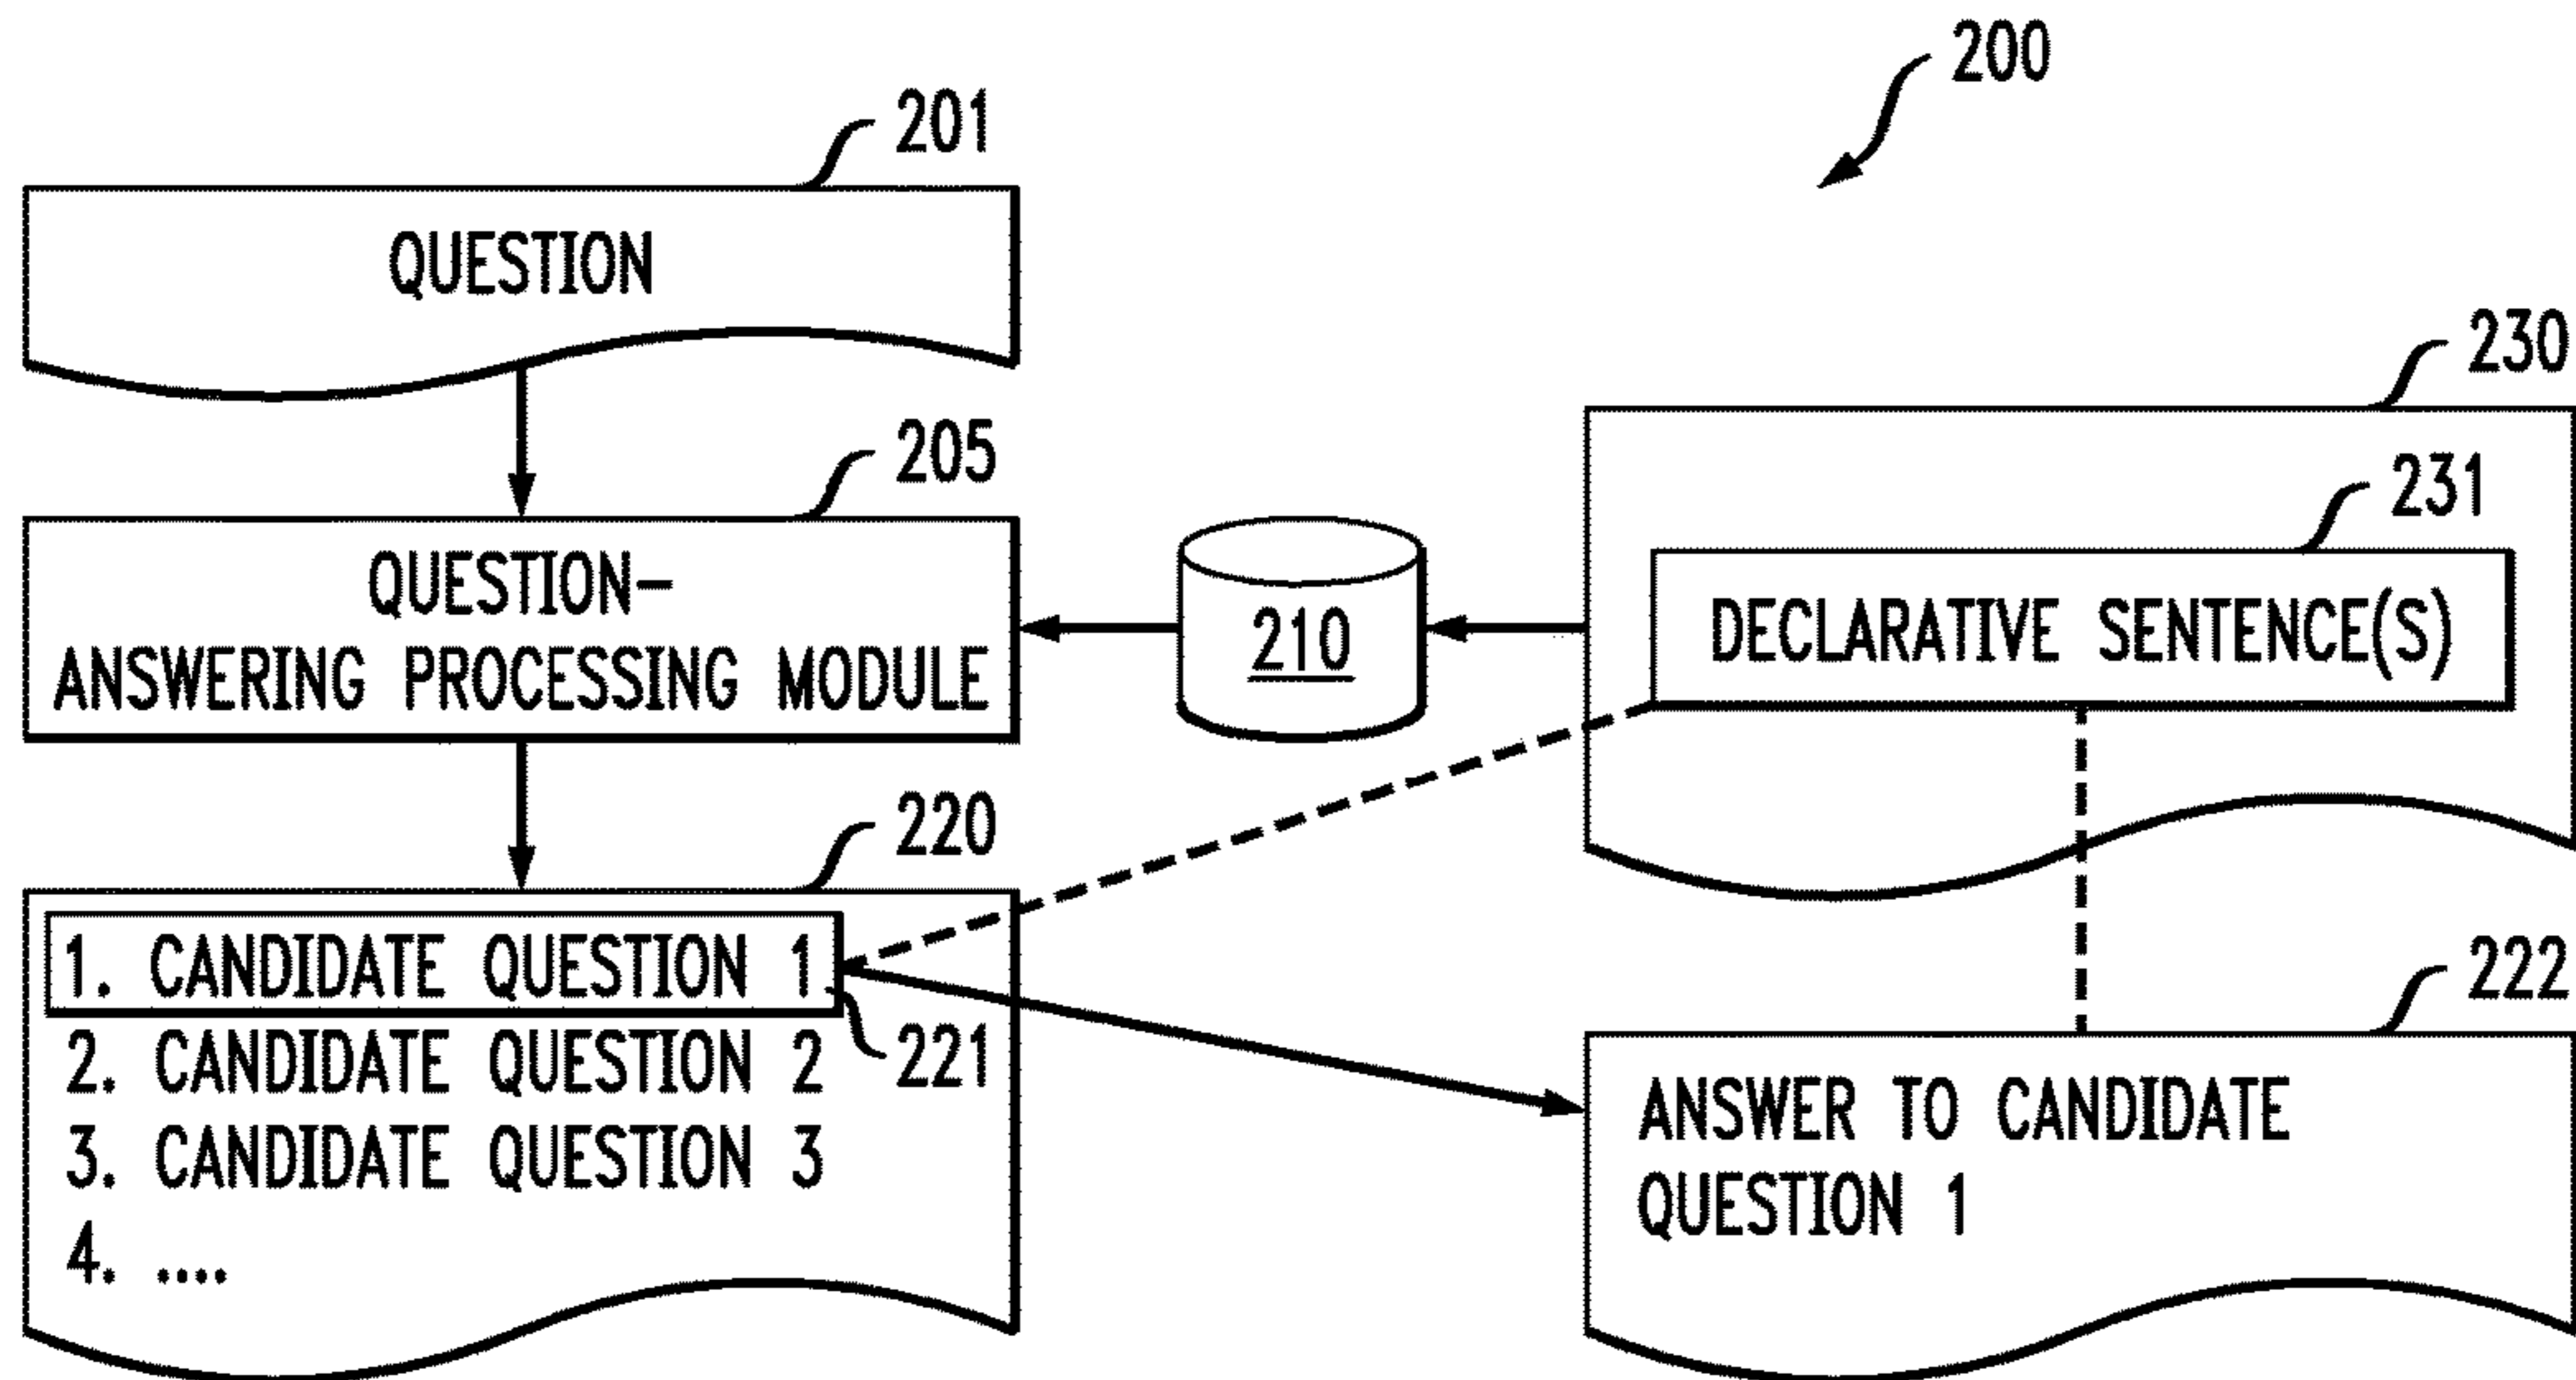 200
201
QUESTION
230
205
231
QUESTION-
ANSWERING PROCESSING MODULE
210
DECLARATIVE SENTENCE(S)
220
1. CANDIDATE QUESTION 1
221
2. CANDIDATE QUESTION 2
3. CANDIDATE QUESTION 3
4. ....
222
ANSWER TO CANDIDATE
QUESTION 1